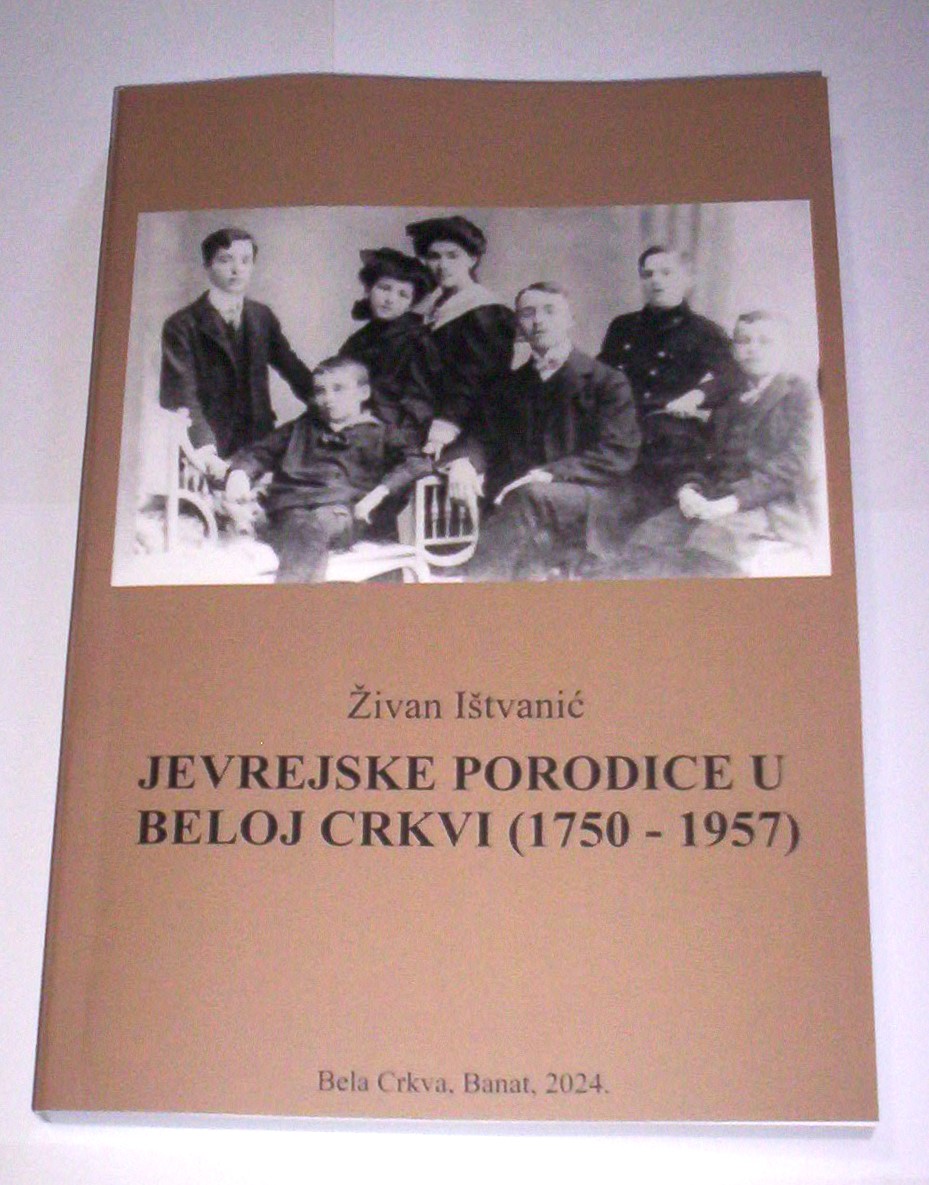 Živan Ištvanić
JEVREJSKE PORODICE U
BELOJ CRKVI (1750 - 1957)
Bela Crkva, Banat, 2024.